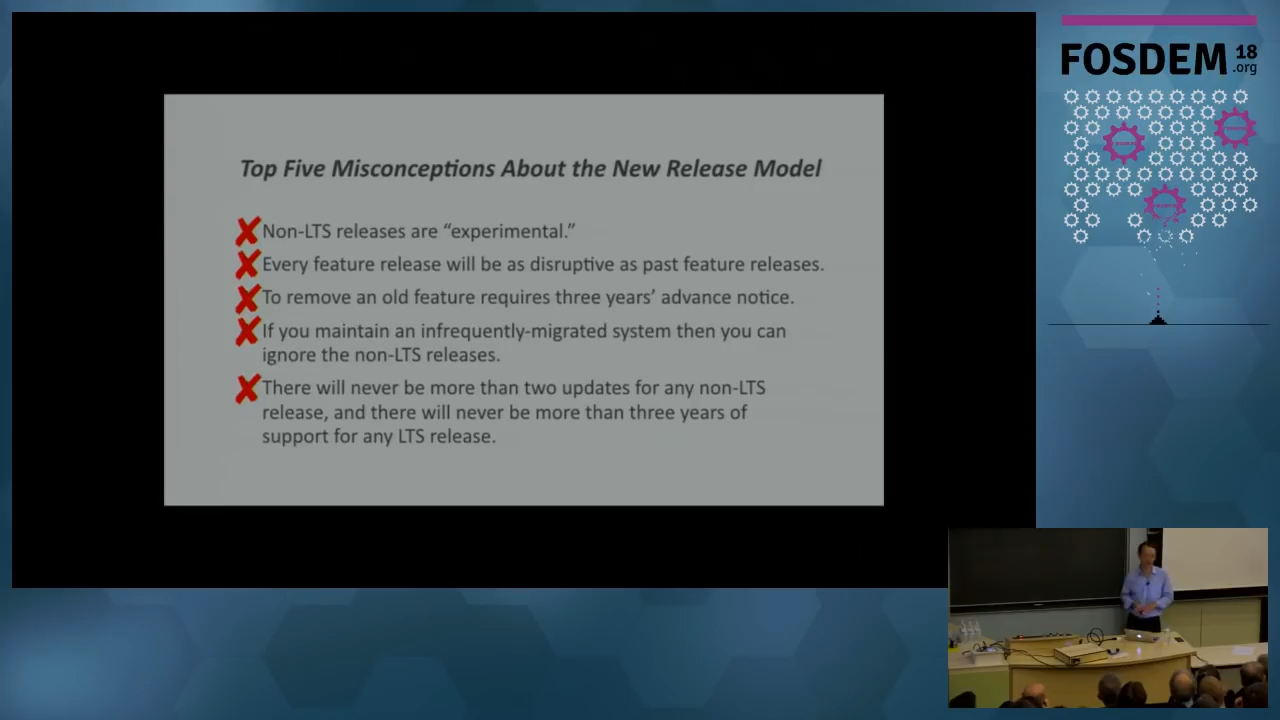 Top Five Misconceptions About the New Release Model
Non-LTS releases are “experimental.”
Every feature release will be as disruptive as past feature releases.
To remove an old feature requires three years’ advance notice.
If you maintain an infrequently-migrated system then you can
ignore the non-LTS releases.
There will never be more than two updates for any non-LTS
release, and there will never be more than three years of
support for any LTS release.
FOSDEM 18
.org